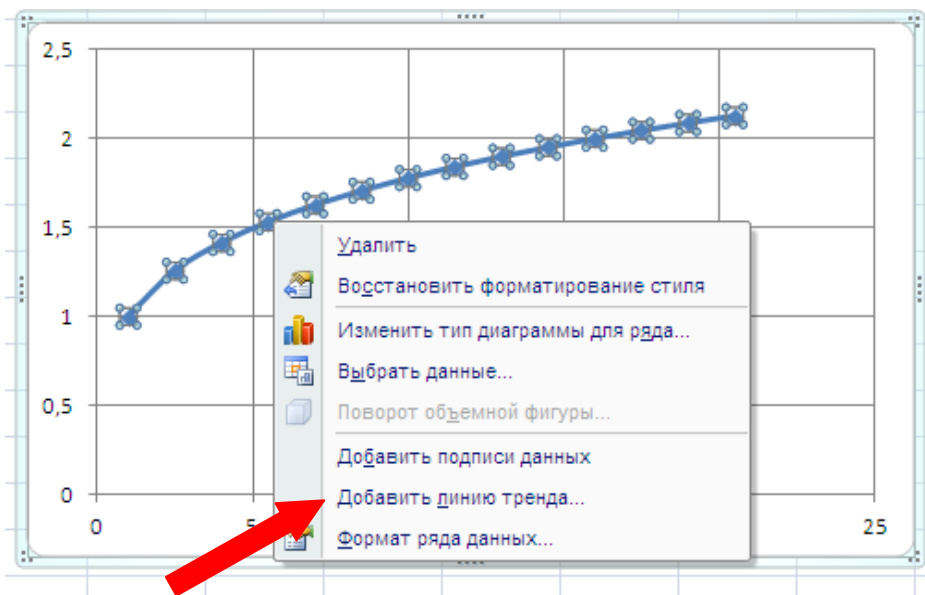 2,5
2
1,5
1
0,5
0
Удалить
Восстановить форматирование стиля
Изменить тип диаграммы для ряда...
Выбрать данные...
Поворот объемной фигуры...
Добавить подписи данных
Добавить линию тренда...
Формат ряда данных...
0
5
25